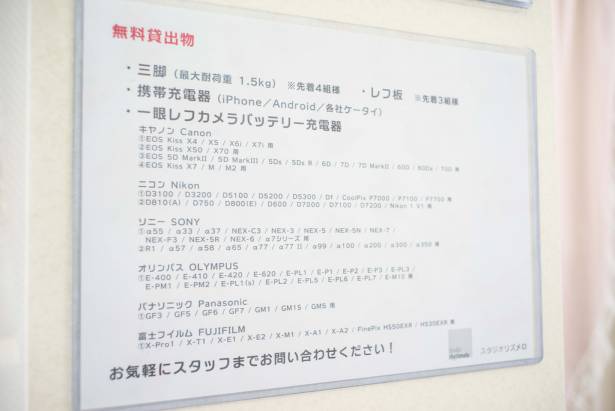 無料貸出物
・三脚（最大耐荷重 1.5kg）※先着4組様 ・レフ板 ※先着3組様
・携帯充電器（iPhone／Android／各社ケータイ）
・一眼レフカメラバッテリー充電器
キヤノン Canon
①EOS Kiss X4 / X5 / X6i / X7i 用
②EOS Kiss X50 / X70 用
③EOS 5D MarkII / 5D MarkIII / 5Ds / 5Ds R / 6D / 7D / 7D MarkII / 60D / 60Da / 70D 用
④EOS Kiss X7 / M / M2 用
ニコン Nikon
①D3100 / D3200 / D5100 / D5200 / D5300 / Df / CoolPix P7000 / P7100 / P7700 用
②D810(A) / D750 / D800(E) / D600 / D7000 / D7100 / D7200 / Nikon 1 V1 用
ソニー SONY
①α55 / α33 / α37 / NEX-C3 / NEX-3 / NEX-5 / NEX-5N / NEX-7 /
NEX-F3 / NEX-5R / NEX-6 / α7シリーズ 用
②R1 / α57 / α58 / α65 / α77 / α77 II / α99 / α100 / α200 / α300 / α350 用
オリンパス OLYMPUS
①E-400 / E-410 / E-420 / E-620 / E-PL1 / E-P1 / E-P2 / E-P3 / E-PL3 /
E-PM1 / E-PM2 / E-PL1(s) / E-PL2 / E-PL5 / E-PL6 / E-PL7 / E-M10 用
パナソニック Panasonic
①GF3 / GF5 / GF6 / GF7 / GM1 / GM1S / GM5 用
富士フイルム FUJIFILM
①X-Pro1 / X-T1 / X-E1 / X-E2 / X-M1 / X-A1 / X-A2 / FinePix HS50EXR / HS35EXR 用
お気軽にスタッフまでお問い合わせください！
スタジオリズメロ